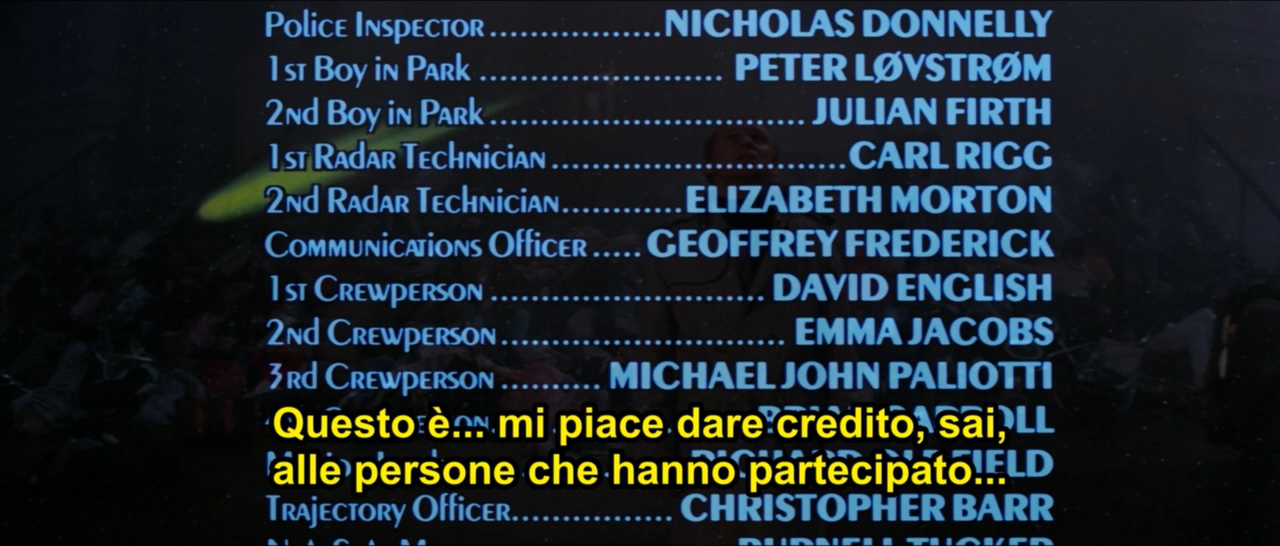 Police Inspector................NICHOLAS DONNELLY
1st Boy in Park ....................... PETER LØVSTRØM
2nd Boy in Park.............................. JULIAN FIRTH
1st Radar Technician ............................CARL RIGG
2nd Radar Technician...........ELIZABETH MORTON
Communications Officer..... GEOFFREY FREDERICK
1st Crewperson .......................... DAVID ENGLISH
2nd Crewperson........................... EMMA JACOBS
3rd Crewperson .......... MICHAEL JOHN PALIOTTI
Questo è... mi piace dare credito, sai,
alle persone che hanno partecipato...
Trajectory Officer............... CHRISTOPHER BARR